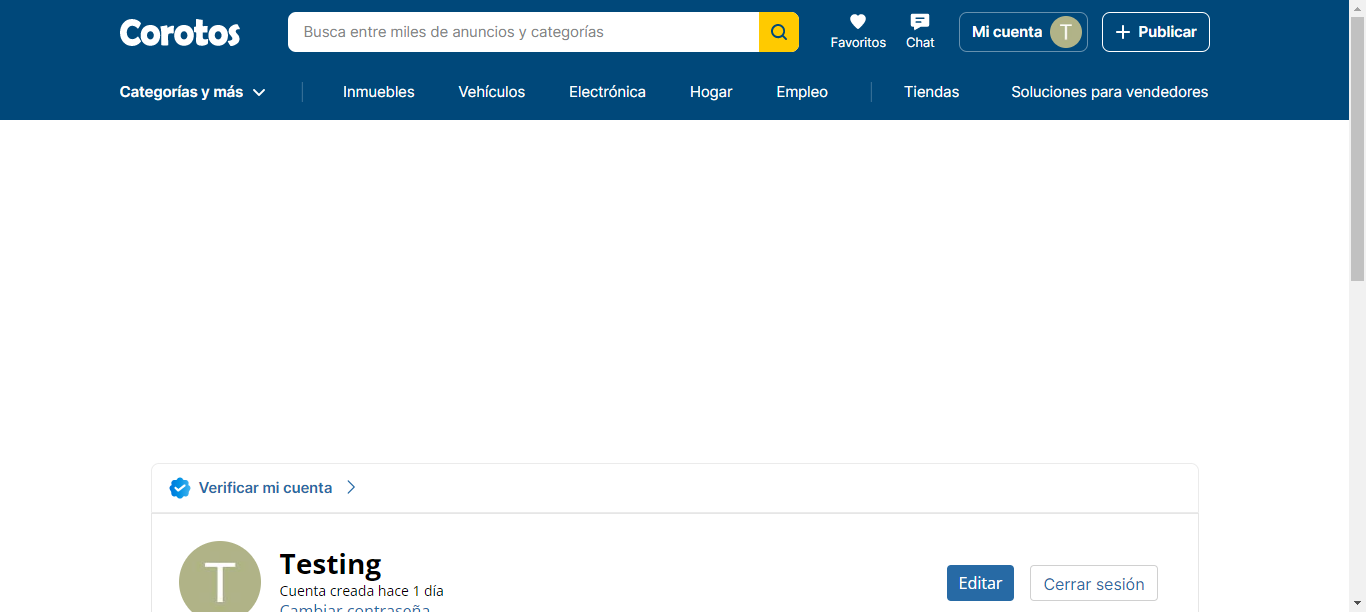 Corotos
Busca entre miles de anuncios y categorías
Favoritos
Chat
Mi cuenta
T
Publicar
Categorías y más
Inmuebles
Vehículos
Electrónica
Hogar
Empleo
Tiendas
Soluciones para vendedores
Verificar mi cuenta
T
Testing
Cuenta creada hace 1 día
Cambiar contraseña
Editar
Cerrar sesión